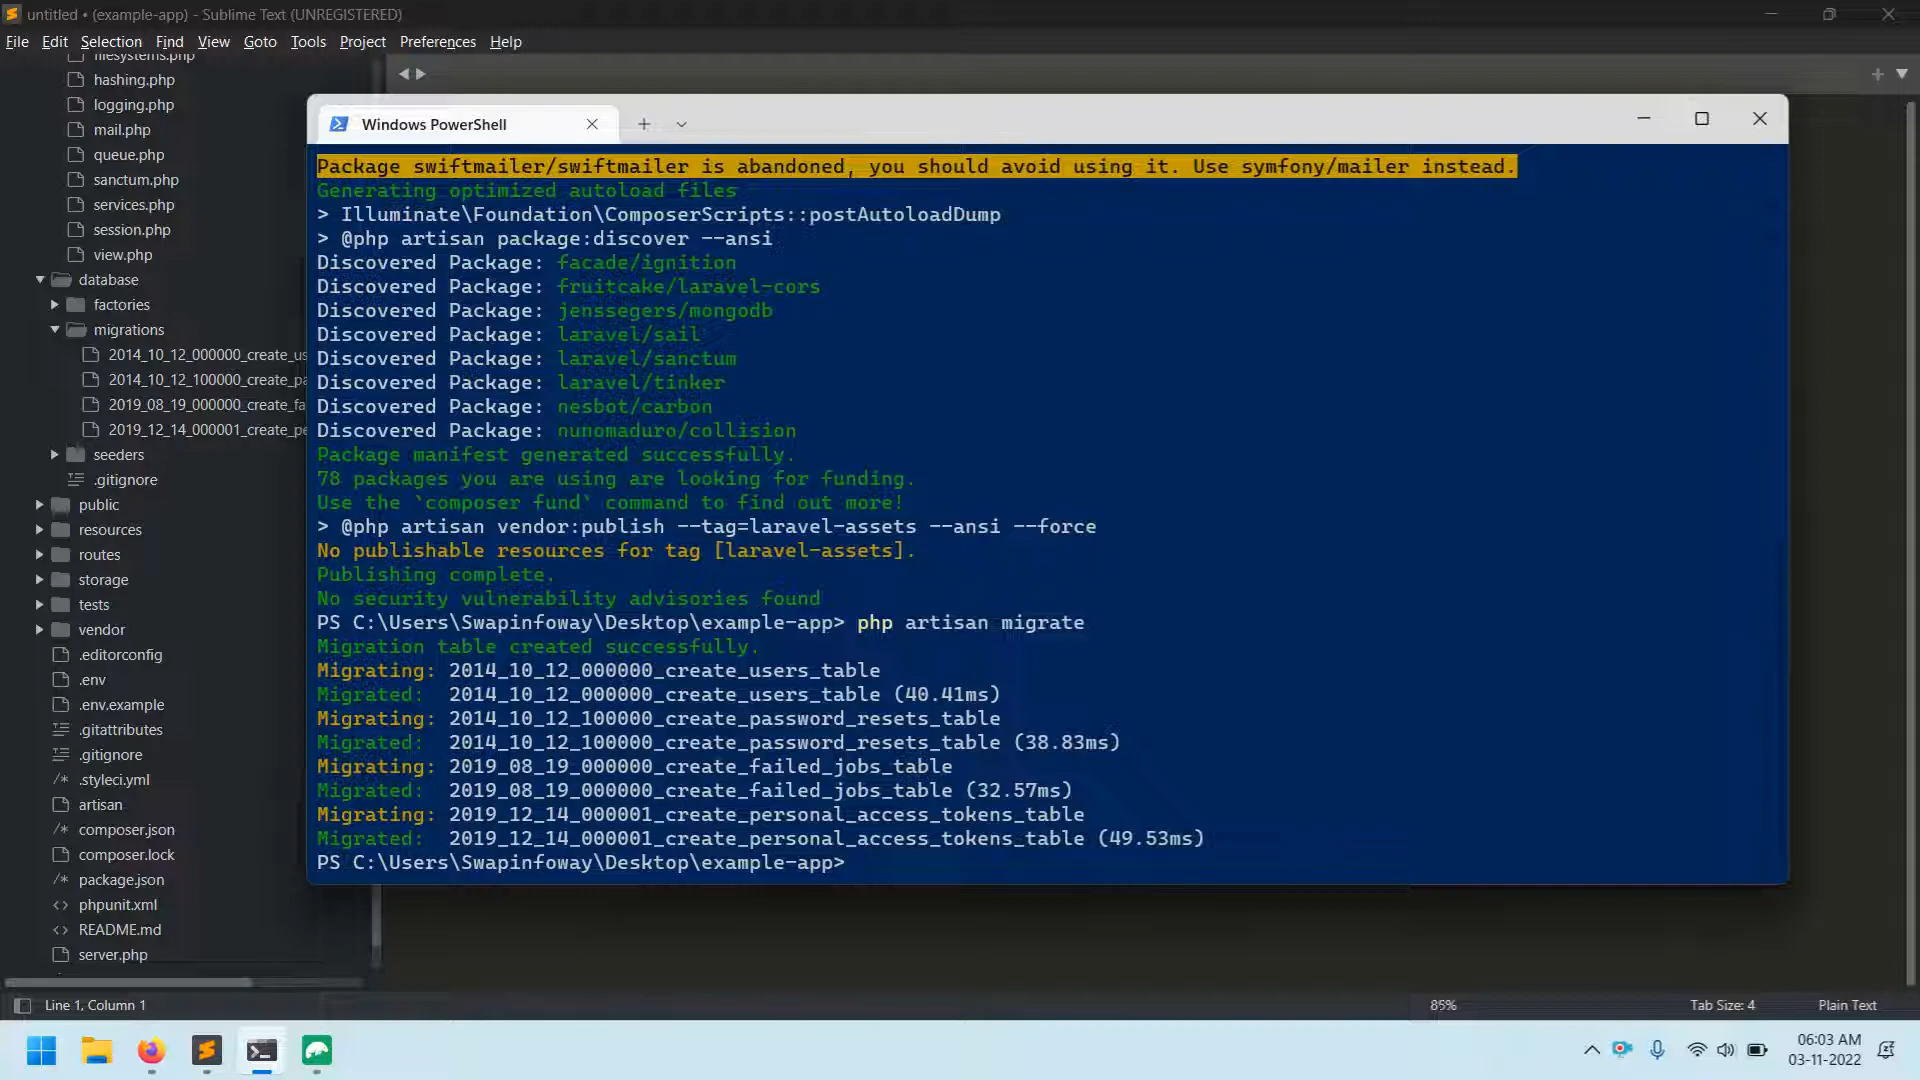 untitled • (example-app) - Sublime Text (UNREGISTERED)
File Edit Selection Find View Goto Tools Project Preferences Help
filesystems.php
hashing.php
logging.php
mail.php
queue.php
sanctum.php
services.php
session.php
view.php
database
factories
migrations
2014_10_12_000000_create_us
2014_10_12_100000_create_pa
2019_08_19_000000_create_fa
2019_12_14_000001_create_pe
seeders
.gitignore
public
resources
routes
storage
tests
vendor
.editorconfig
.env
.env.example
.gitattributes
.gitignore
.styleci.yml
artisan
composer.json
composer.lock
package.json
phpunit.xml
README.md
server.php
Windows PowerShell
Package swiftmailer/swiftmailer is abandoned, you should avoid using it. Use symfony/mailer instead.
Generating optimized autoload files
> Illuminate\Foundation\ComposerScripts::postAutoloadDump
> @php artisan package:discover --ansi
Discovered Package: facade/ignition
Discovered Package: fruitcake/laravel-cors
Discovered Package: jenssegers/mongodb
Discovered Package: laravel/sail
Discovered Package: laravel/sanctum
Discovered Package: laravel/tinker
Discovered Package: nesbot/carbon
Discovered Package: nunomaduro/collision
Package manifest generated successfully.
78 packages you are using are looking for funding.
Use the `composer fund` command to find out more!
> @php artisan vendor:publish --tag=laravel-assets --ansi --force
No publishable resources for tag [laravel-assets].
Publishing complete.
No security vulnerability advisories found
PS C:\Users\Swapinfoway\Desktop\example-app> php artisan migrate
Migration table created successfully.
Migrating: 2014_10_12_000000_create_users_table
Migrated:  2014_10_12_000000_create_users_table (40.41ms)
Migrating: 2014_10_12_100000_create_password_resets_table
Migrated:  2014_10_12_100000_create_password_resets_table (38.83ms)
Migrating: 2019_08_19_000000_create_failed_jobs_table
Migrated:  2019_08_19_000000_create_failed_jobs_table (32.57ms)
Migrating: 2019_12_14_000001_create_personal_access_tokens_table
Migrated:  2019_12_14_000001_create_personal_access_tokens_table (49.53ms)
PS C:\Users\Swapinfoway\Desktop\example-app>
Line 1, Column 1
85%
Tab Size: 4
Plain Text
06:03 AM
03-11-2022